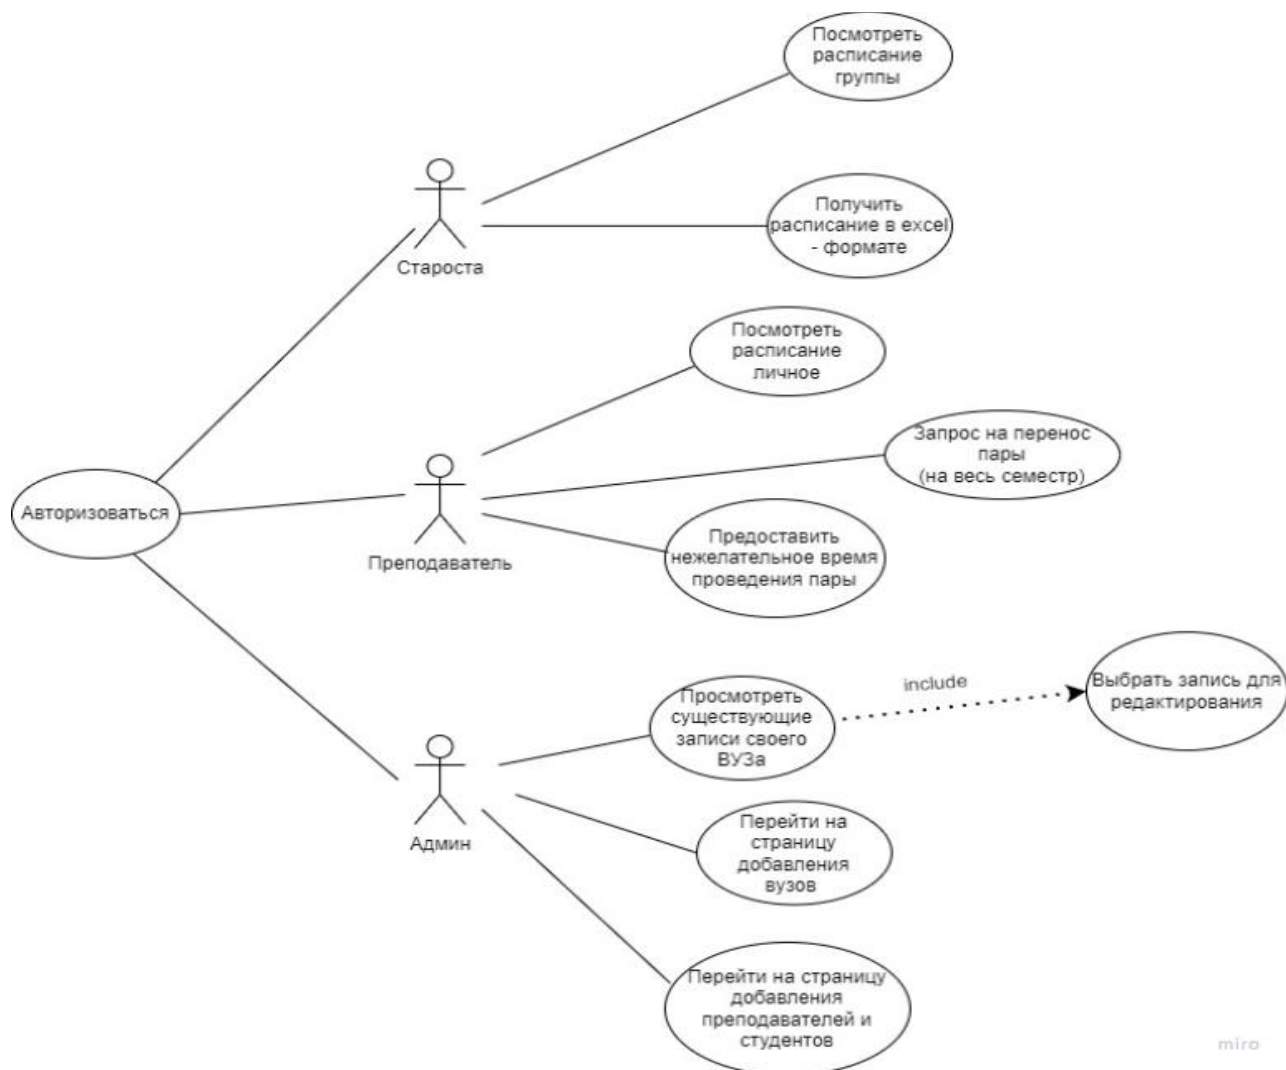 Посмотреть
расписание
группы
Получить
расписание в excel
- формате
Староста
Посмотреть
расписание
личное
Запрос на перенос
пары
(на весь семестр)
Авторизоваться
Преподаватель
Предоставить
нежелательное время
проведения пары
Просмотреть
существующие
записи своего
ВУЗа
include
Выбрать запись для
редактирования
Админ
Перейти на
страницу
добавления
вузов
Перейти на страницу
добавления
преподавателей и
студентов
miro